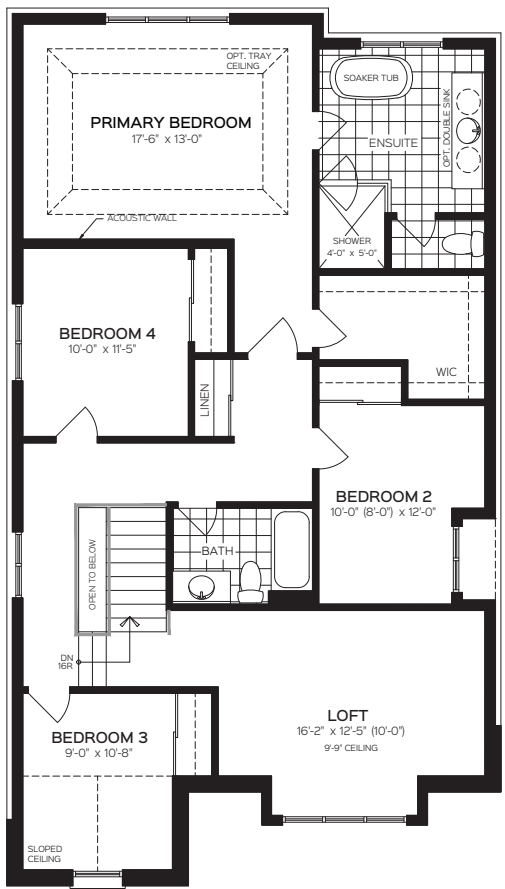 OPT. TRAY
CEILING
PRIMARY BEDROOM
17'-6" x 13'-0"
ACOUSTIC WALL
SOAKER TUB
ENSUITE
OPT. DOUBLE SINK
SHOWER
4'-0" x 5'-0"
BEDROOM 4
10'-0" x 11'-5"
LINEN
WIC
BEDROOM 2
10'-0" (8'-0") x 12'-0"
BATH
OPEN TO BELOW
DN
16R
BEDROOM 3
9'-0" x 10'-8"
LOFT
16'-2" x 12'-5" (10'-0")
9'-9" CEILING
SLOPED
CEILING